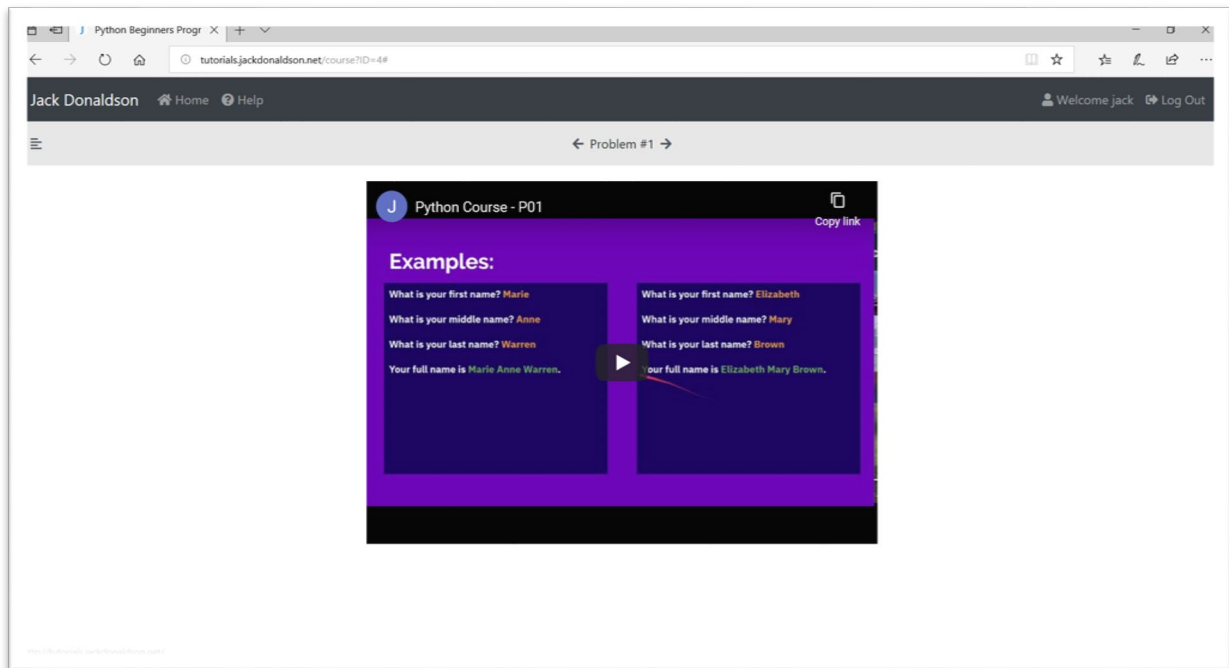 J Python Beginners Progr
tutorials.jackdonaldson.net/course?ID=4#
Jack Donaldson Home Help Welcome jack Log Out
Problem #1
J Python Course - P01
Copy link
Examples:
What is your first name? Marie
What is your middle name? Anne
What is your last name? Warren
Your full name is Marie Anne Warren.
What is your first name? Elizabeth
What is your middle name? Mary
What is your last name? Brown
Your full name is Elizabeth Mary Brown.